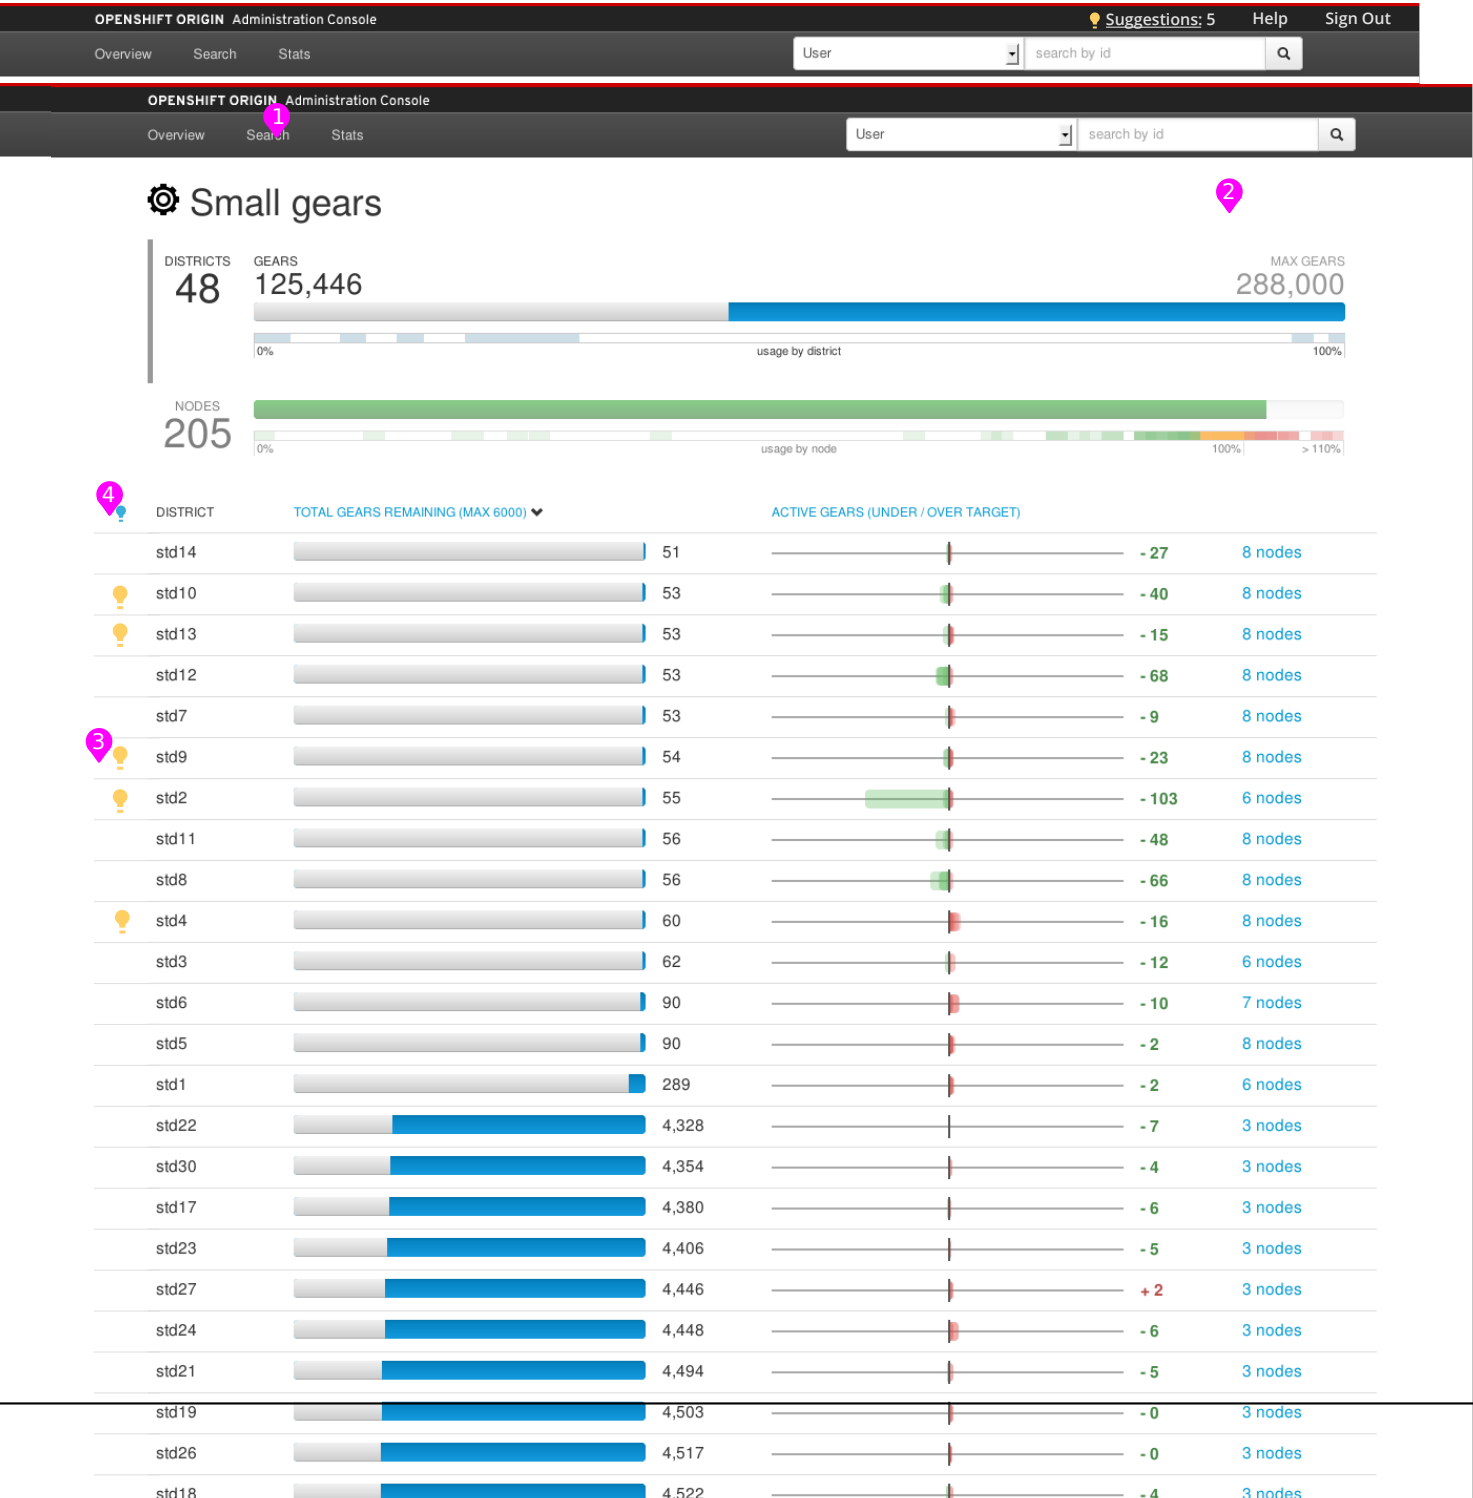 OPENSHIFT ORIGIN Administration Console Suggestions: 5 Help Sign Out
Overview Search Stats User search by id
OPENSHIFT ORIGIN Administration Console
1
Overview Search Stats User search by id
Small gears 2
DISTRICTS GEARS MAX GEARS
48 125,446 288,000
0% usage by district 100%
NODES
205
0% usage by node 100% > 110%
4
DISTRICT TOTAL GEARS REMAINING (MAX 6000) ACTIVE GEARS (UNDER / OVER TARGET)
std14 51 - 27 8 nodes
std10 53 - 40 8 nodes
std13 53 - 15 8 nodes
std12 53 - 68 8 nodes
std7 53 - 9 8 nodes
3
std9 54 - 23 8 nodes
std2 55 - 103 6 nodes
std11 56 - 48 8 nodes
std8 56 - 66 8 nodes
std4 60 - 16 8 nodes
std3 62 - 12 6 nodes
std6 90 - 10 7 nodes
std5 90 - 2 8 nodes
std1 289 - 2 6 nodes
std22 4,328 - 7 3 nodes
std30 4,354 - 4 3 nodes
std17 4,380 - 6 3 nodes
std23 4,406 - 5 3 nodes
std27 4,446 + 2 3 nodes
std24 4,448 - 6 3 nodes
std21 4,494 - 5 3 nodes
std19 4,503 - 0 3 nodes
std26 4,517 - 0 3 nodes
std18 4,522 - 4 3 nodes